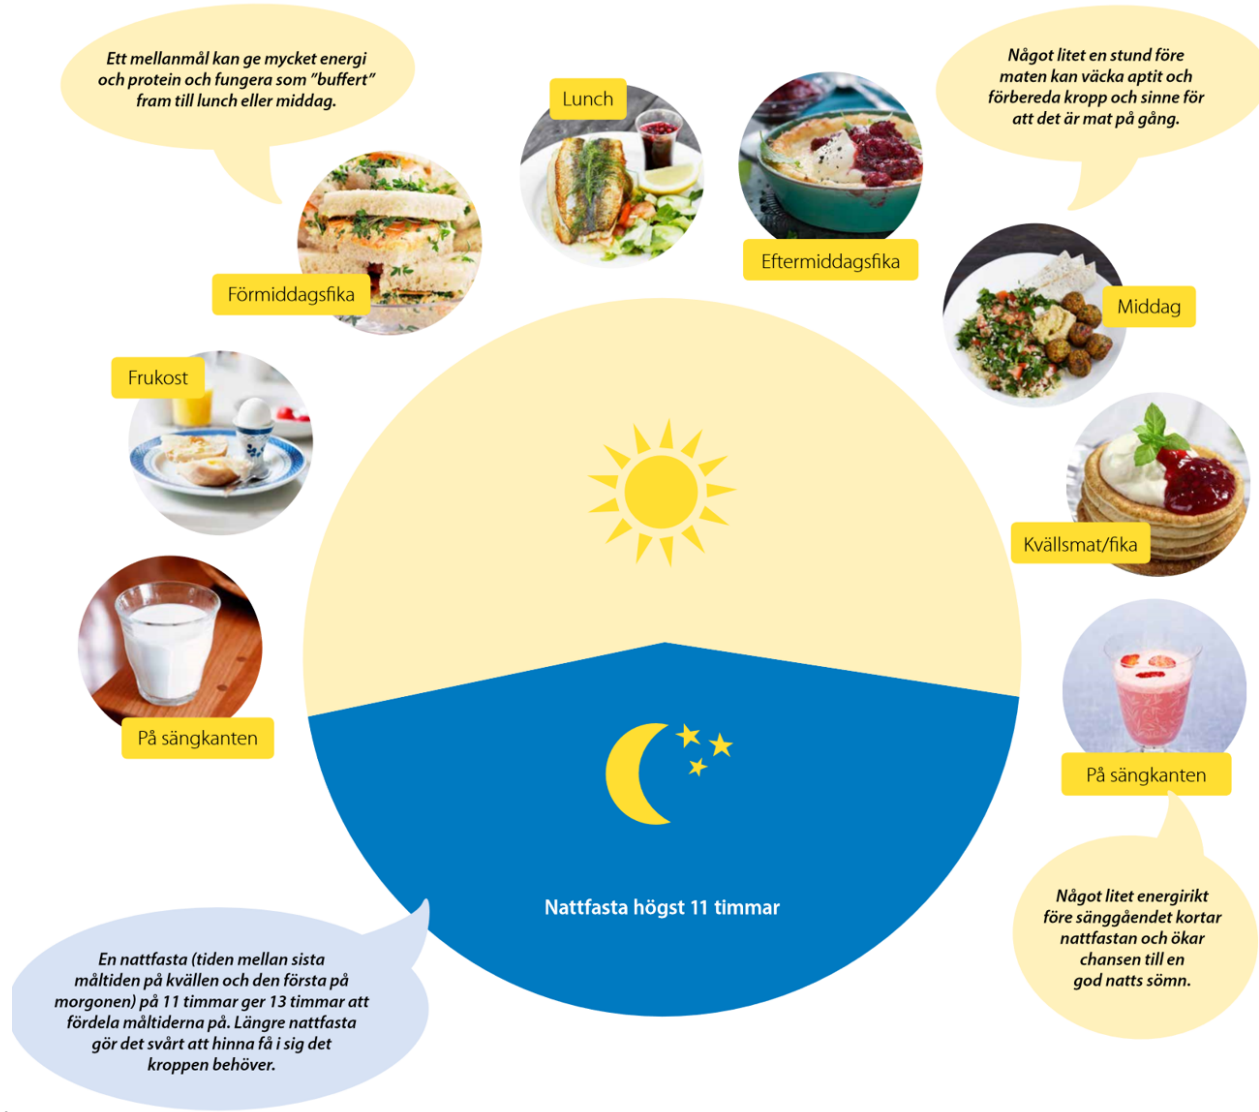 Ett mellanmål kan ge mycket energi
och protein och fungera som ”buffert”
fram till lunch eller middag.
Något litet en stund före
maten kan väcka aptit och
förbereda kropp och sinne för
att det är mat på gång.
Lunch
Eftermiddagsfika
Förmiddagsfika
Middag
Frukost
Kvällsmat/fika
På sängkanten
På sängkanten
Nattfasta högst 11 timmar
Något litet energirikt
före sänggåendet kortar
nattfastan och ökar
chansen till en
god natts sömn.
En nattfasta (tiden mellan sista
måltiden på kvällen och den första på
morgonen) på 11 timmar ger 13 timmar att
fördela måltiderna på. Längre nattfasta
gör det svårt att hinna få i sig det
kroppen behöver.